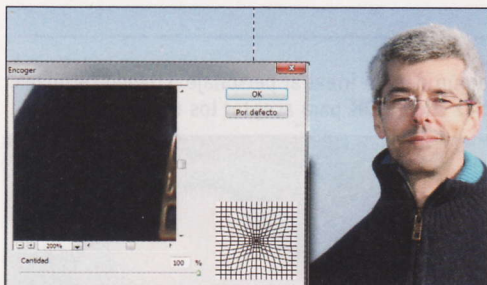 Encoger
OK
Por defecto
200%
Cantidad
100 %